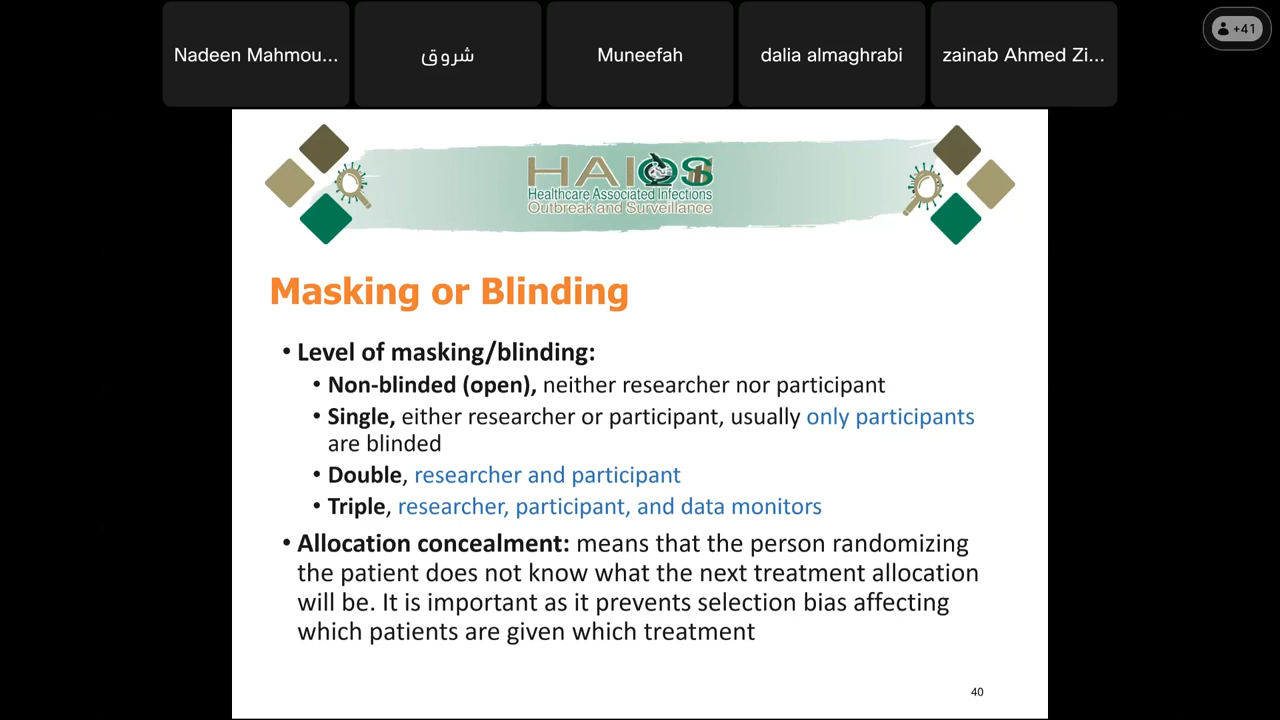 Nadeen Mahmou...
شروق
Muneefah
dalia almaghrabi
zainab Ahmed Zi...
+41
HAIOS
Healthcare Associated Infections
Outbreak and Surveillance
Masking or Blinding
• Level of masking/blinding:
• Non-blinded (open), neither researcher nor participant
• Single, either researcher or participant, usually only participants
are blinded
• Double, researcher and participant
• Triple, researcher, participant, and data monitors
• Allocation concealment: means that the person randomizing
the patient does not know what the next treatment allocation
will be. It is important as it prevents selection bias affecting
which patients are given which treatment
40